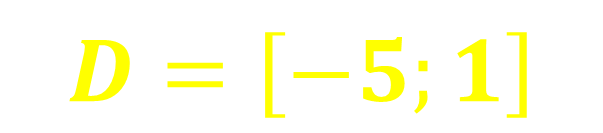 D = [−5; 1]